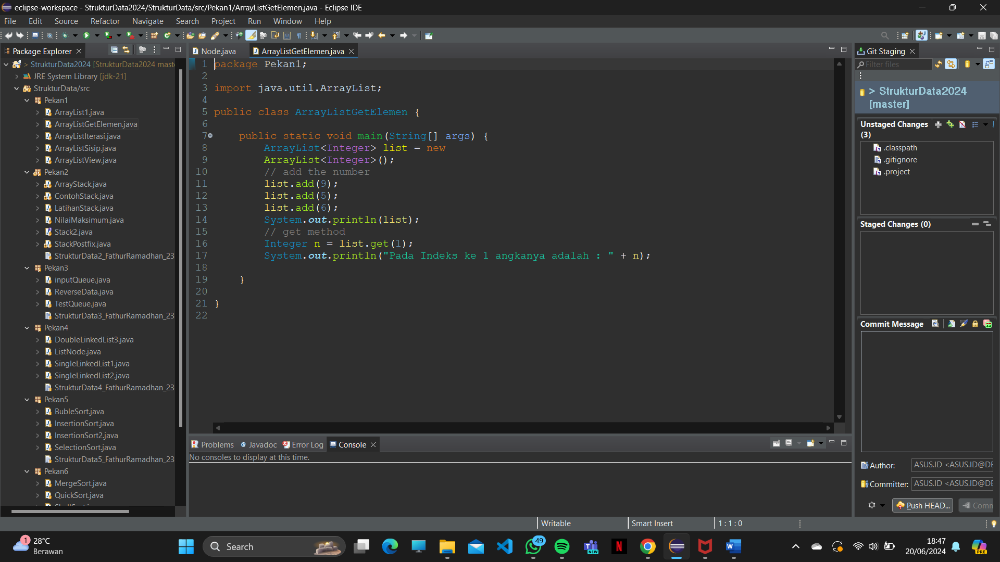 eclipse-workspace - StrukturData2024/StrukturData/src/Pekan1/ArrayListGetElemen.java - Eclipse IDE
File Edit Source Refactor Navigate Search Project Run Window Help
Package Explorer
> StrukturData2024 [StrukturData2024 mast
JRE System Library [jdk-21]
StrukturData/src
Pekan1
ArrayList1.java
ArrayListGetElemen.java
ArrayListIterasi.java
ArrayListSisip.java
ArrayListView.java
Pekan2
ArrayStack.java
ContohStack.java
LatihanStack.java
NilaiMaksimum.java
Stack2.java
StackPostfix.java
StrukturData2_FathurRamadhan_23
Pekan3
inputQueue.java
ReverseData.java
TestQueue.java
StrukturData3_FathurRamadhan_23
Pekan4
DoubleLinkedList3.java
ListNode.java
SingleLinkedList1.java
SingleLinkedList2.java
StrukturData4_FathurRamadhan_23
Pekan5
BubleSort.java
InsertionSort.java
InsertionSort2.java
SelectionSort.java
StrukturData5_FathurRamadhan_23
Pekan6
MergeSort.java
QuickSort.java
Node.java ArrayListGetElemen.java
1 package Pekan1;
2
3 import java.util.ArrayList;
4
5 public class ArrayListGetElemen {
6
7 public static void main(String[] args) {
8 ArrayList<Integer> list = new
9 ArrayList<Integer>();
10 // add the number
11 list.add(9);
12 list.add(5);
13 list.add(6);
14 System.out.println(list);
15 // get method
16 Integer n = list.get(1);
17 System.out.println("Pada Indeks ke 1 angkanya adalah : " + n);
18
19 }
20
21 }
22
Problems Javadoc Error Log Console
No consoles to display at this time.
Git Staging
Filter files
> StrukturData2024
[master]
Unstaged Changes
(3)
.classpath
.gitignore
.project
Staged Changes (0)
Commit Message
Author: ASUS.ID <ASUS.ID@DE
Committer: ASUS.ID <ASUS.ID@DE
Push HEAD... Comm
Writable Smart Insert 1 : 1 : 0
1
28°C
Berawan
Search
49
NEW
18:47
20/06/2024
PRE